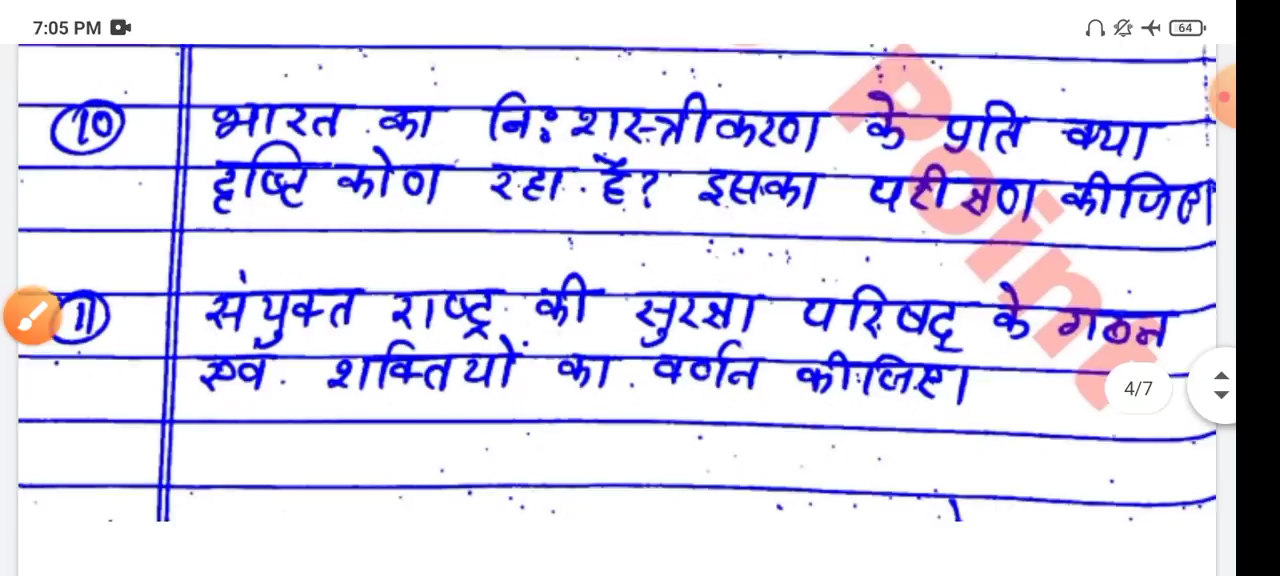 7:05 PM
64
10 भारत का निःशस्त्रीकरण के प्रति क्या
दृष्टि कोण रहा है? इसका परीक्षण कीजिए।
11 संयुक्त राष्ट्र की सुरक्षा परिषद् के गठन
एवं शक्तियों का वर्णन कीजिए।
Point
4/7